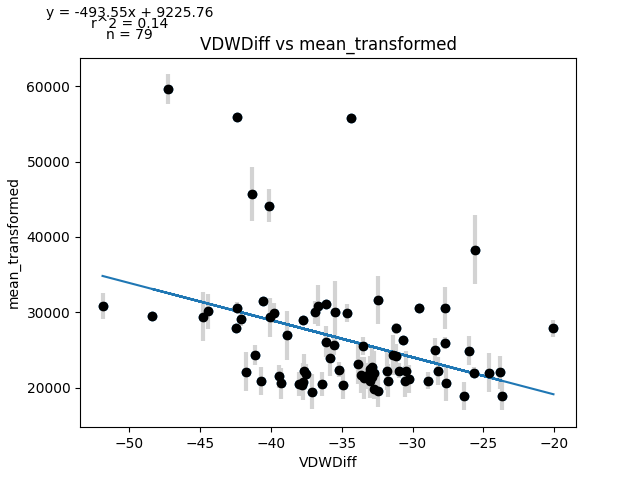 y = -493.55x + 9225.76
r^2 = 0.14
n = 79
VDWDiff vs mean_transformed
mean_transformed
60000
50000
40000
30000
20000
−50
−45
−40
−35
−30
−25
−20
VDWDiff